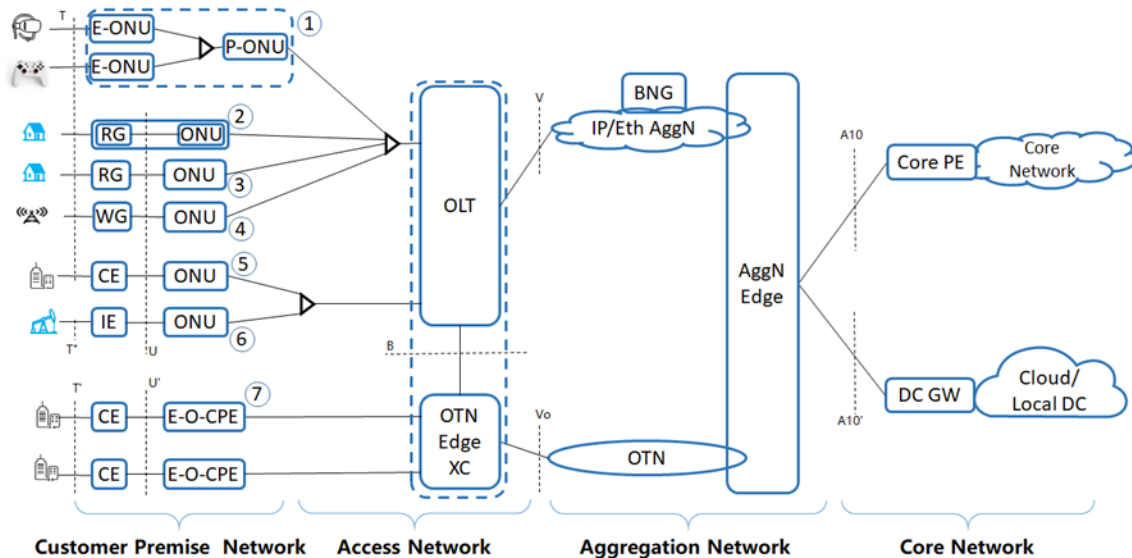 T
E-ONU
1
P-ONU
E-ONU
V
BNG
IP/Eth AggN
2
RG
ONU
A10
Core PE
Core
Network
RG
ONU
3
OLT
WG
ONU
4
CE
ONU
5
AggN
Edge
IE
ONU
6
T"
U
B
T'
U'
7
CE
E-O-CPE
OTN
Edge
XC
Vo
DC GW
Cloud/
Local DC
A10'
OTN
CE
E-O-CPE
Customer Premise Network
Access Network
Aggregation Network
Core Network